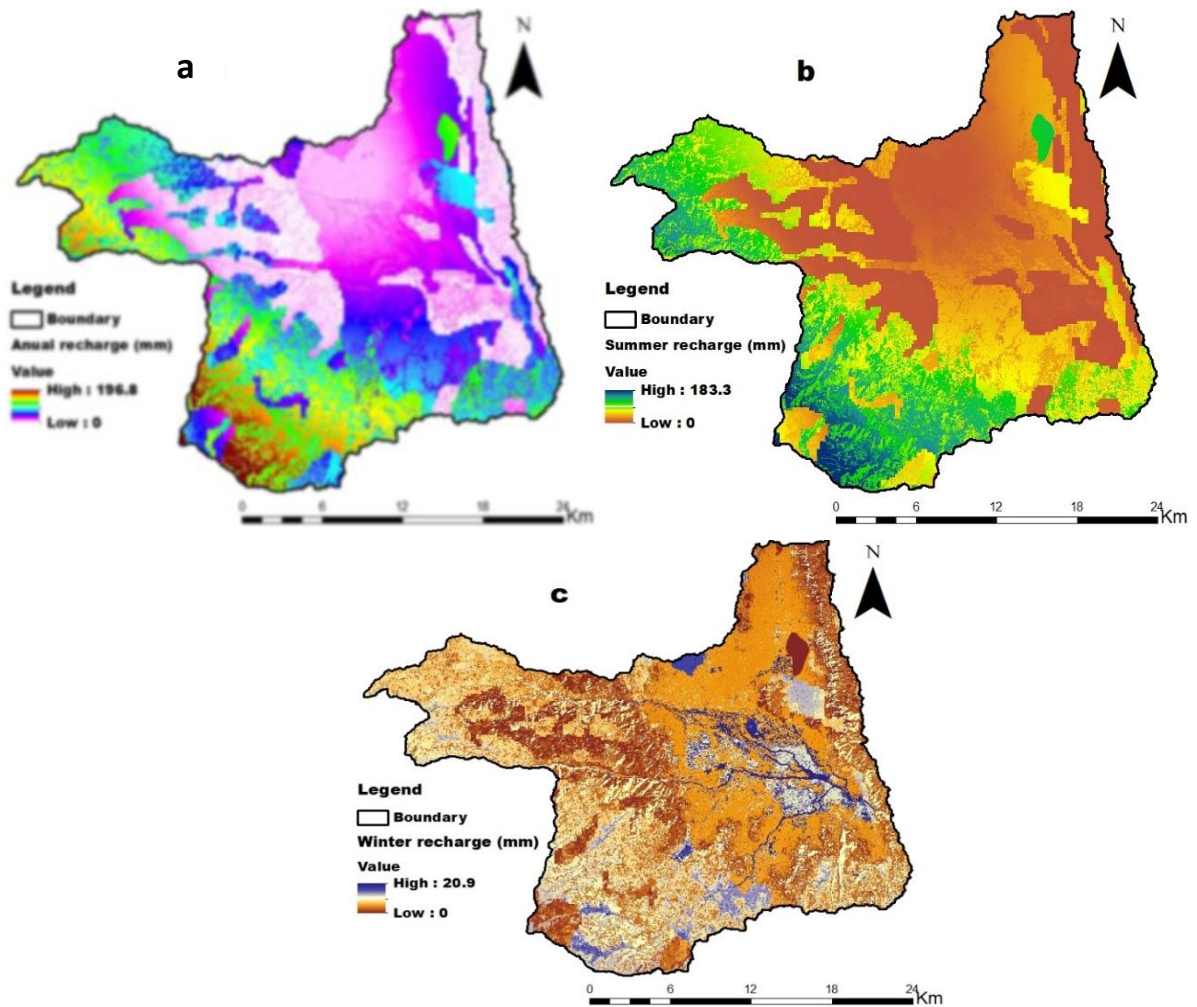 a
N
Legend
Boundary
Anual recharge (mm)
Value
High : 196.8
Low : 0
0 6 12 18 24 Km
b
N
Legend
Boundary
Summer recharge (mm)
Value
High : 183.3
Low : 0
0 6 12 18 24 Km
c
N
Legend
Boundary
Winter recharge (mm)
Value
High : 20.9
Low : 0
0 6 12 18 24 Km